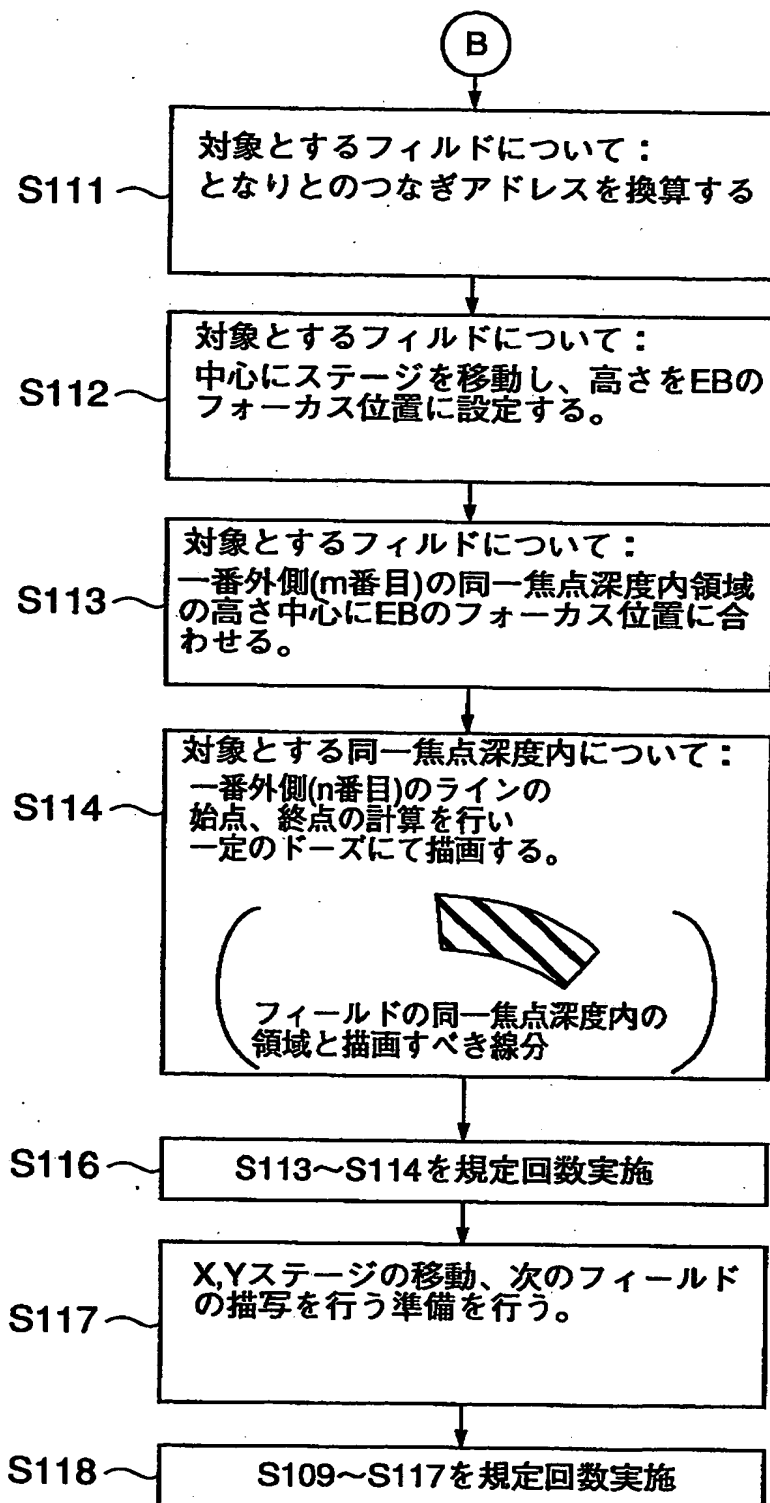 B
S111
対象とするフィルドについて：
となりとのつなぎアドレスを換算する
S112
対象とするフィルドについて：
中心にステージを移動し、高さをEBの
フォーカス位置に設定する。
S113
対象とするフィルドについて：
一番外側(m番目)の同一焦点深度内領域
の高さ中心にEBのフォーカス位置に合
わせる。
S114
対象とする同一焦点深度内について：
一番外側(n番目)のラインの
始点、終点の計算を行い
一定のドーズにて描画する。
フィールドの同一焦点深度内の
領域と描画すべき線分
S116
S113～S114を規定回数実施
S117
X,Yステージの移動、次のフィールド
の描写を行う準備を行う。
S118
S109～S117を規定回数実施